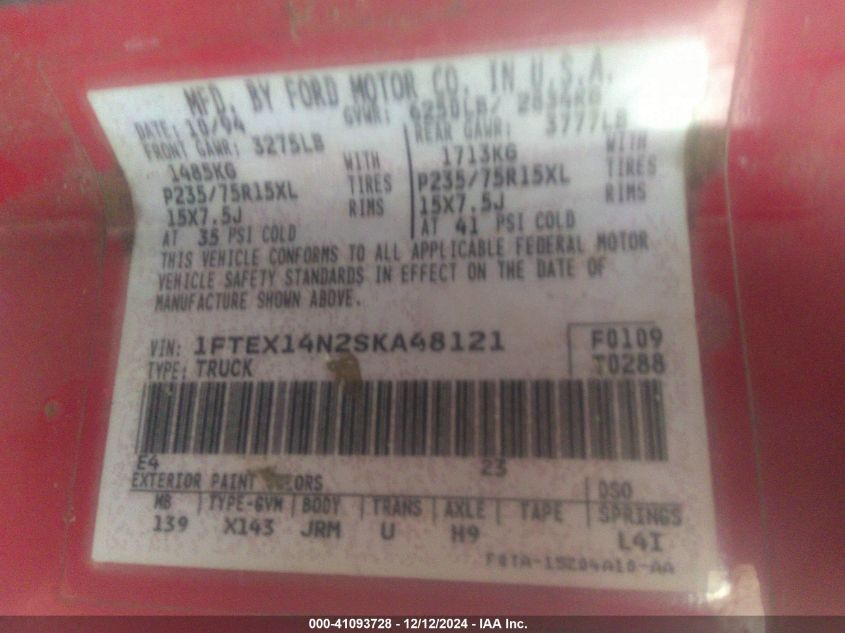 MFD. BY FORD MOTOR CO. IN U.S.A.
DATE: 10/94 GVWR: 6250LB/ 2834KG
FRONT GAWR: 3275LB REAR GAWR: 3777LB
1485KG WITH 1713KG WITH
P235/75R15XL TIRES P235/75R15XL TIRES
15X7.5J RIMS 15X7.5J RIMS
AT 35 PSI COLD AT 41 PSI COLD
THIS VEHICLE CONFORMS TO ALL APPLICABLE FEDERAL MOTOR
VEHICLE SAFETY STANDARDS IN EFFECT ON THE DATE OF
MANUFACTURE SHOWN ABOVE.
VIN: 1FTEX14N2SKA48121 F0109
TYPE: TRUCK T0288
E4 23
EXTERIOR PAINT COLORS DSO
WB TYPE-GVW BODY TRANS AXLE TAPE SPRINGS
139 X143 JRM U H9 L4I
F0TA-15204A10-AA
000-41093728 - 12/12/2024 - IAA Inc.